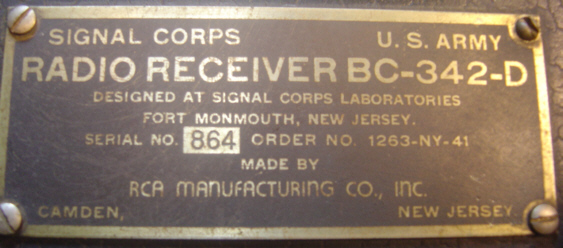 SIGNAL CORPS U. S. ARMY
RADIO RECEIVER BC-342-D
DESIGNED AT SIGNAL CORPS LABORATORIES
FORT MONMOUTH, NEW JERSEY.
SERIAL NO. 864 ORDER NO. 1263-NY-41
MADE BY
RCA MANUFACTURING CO., INC.
CAMDEN, NEW JERSEY